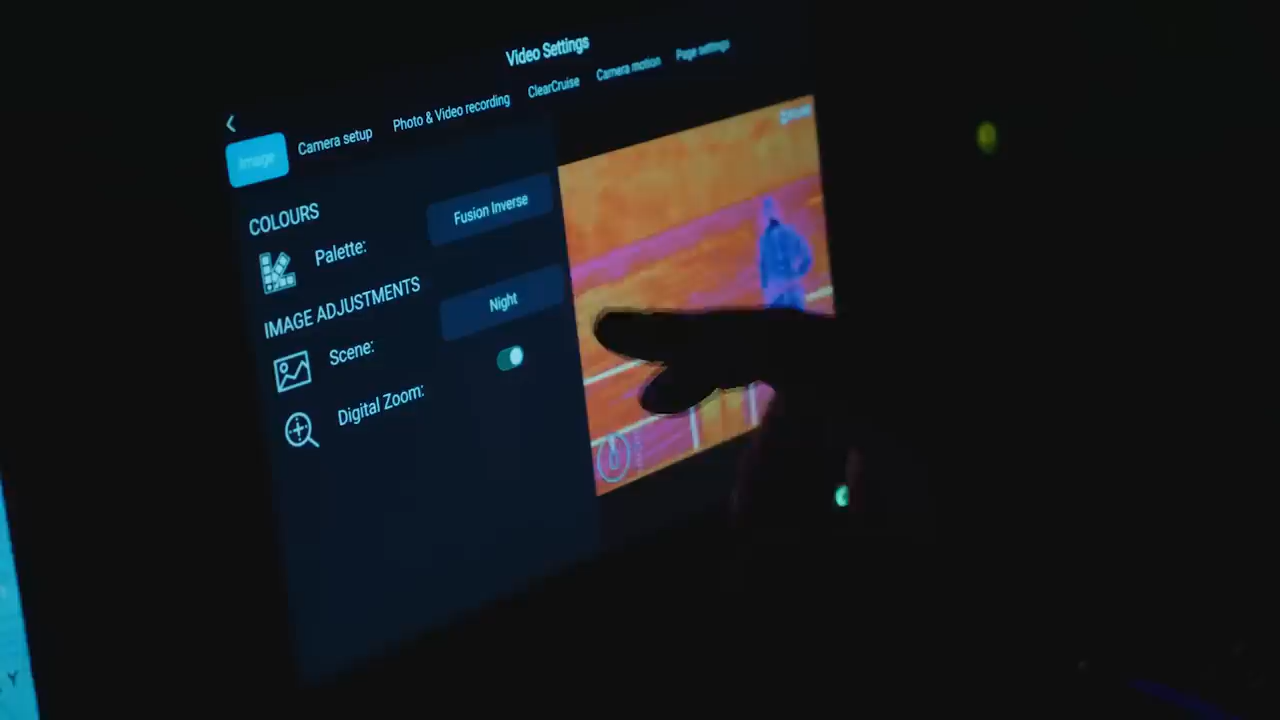 Video Settings
Image
Camera setup
Photo & Video recording
ClearCruise
Camera motion
Page settings
COLOURS
Palette:
Fusion Inverse
IMAGE ADJUSTMENTS
Scene:
Night
Digital Zoom:
Y